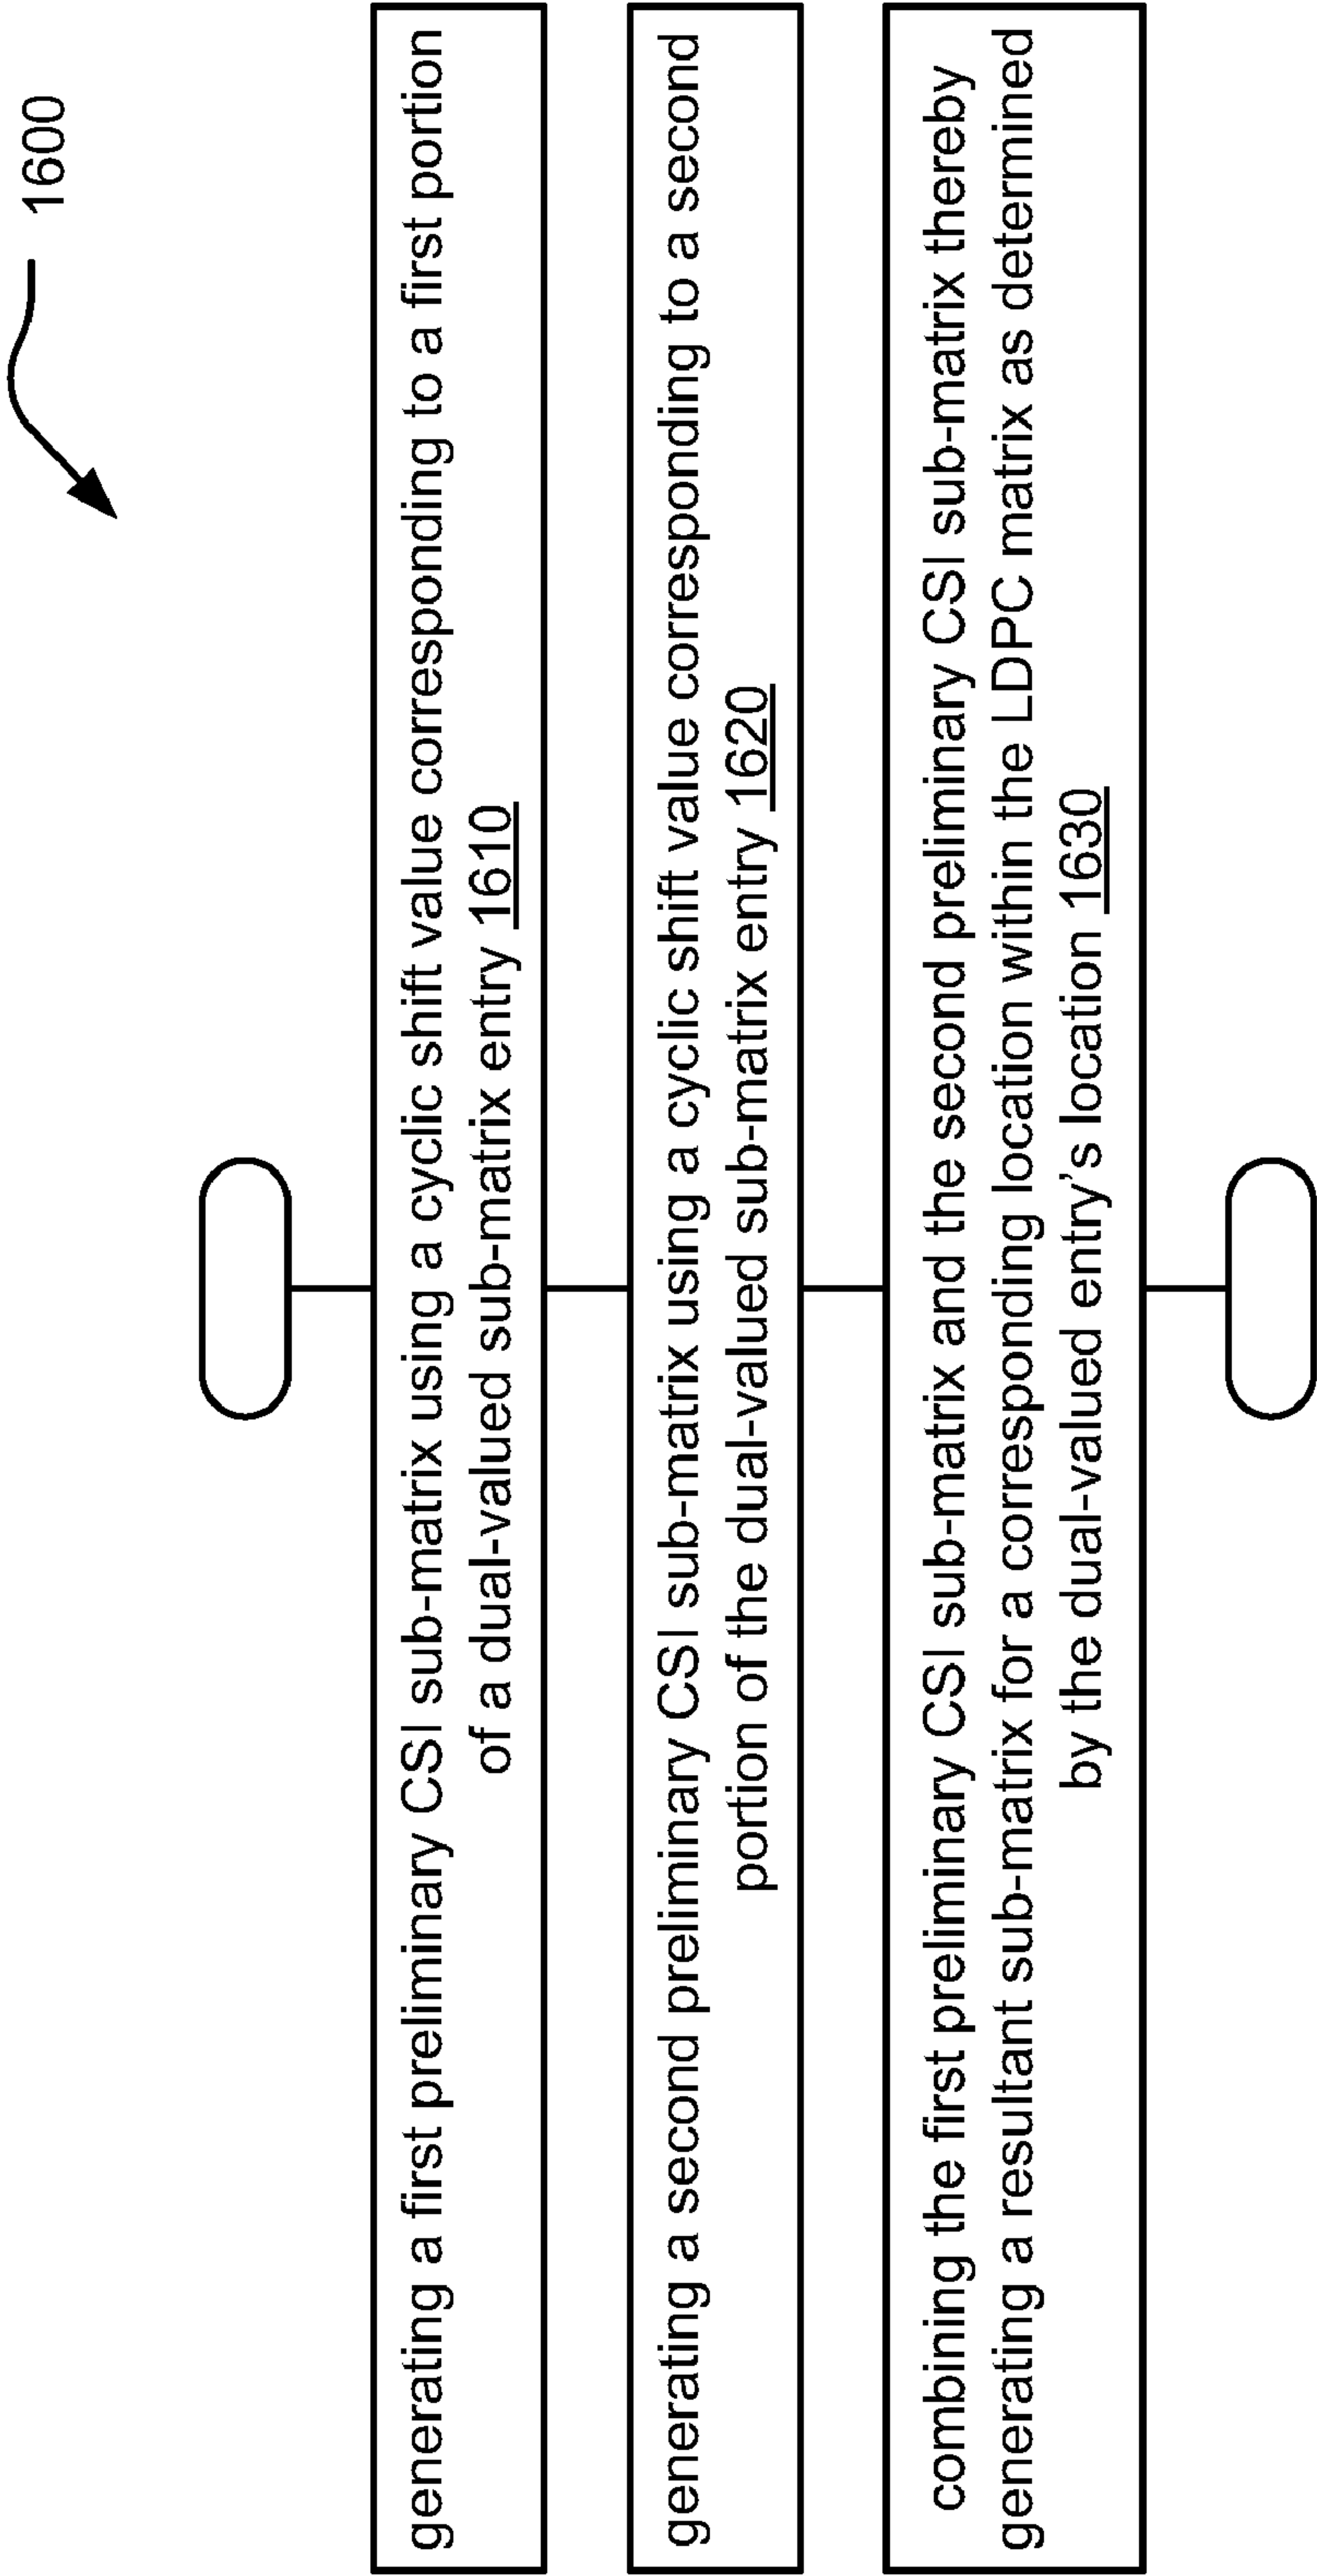 1600
generating a first preliminary CSI sub-matrix using a cyclic shift value corresponding to a first portion
of a dual-valued sub-matrix entry 1610
generating a second preliminary CSI sub-matrix using a cyclic shift value corresponding to a second
portion of the dual-valued sub-matrix entry 1620
combining the first preliminary CSI sub-matrix and the second preliminary CSI sub-matrix thereby
generating a resultant sub-matrix for a corresponding location within the LDPC matrix as determined
by the dual-valued entry's location 1630